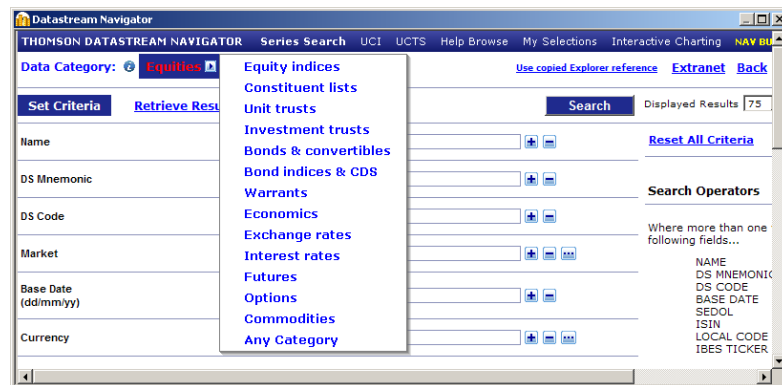 Datastream Navigator
THOMSON DATASTREAM NAVIGATOR Series Search UCI UCTS Help Browse My Selections Interactive Charting NAV BU
Data Category: Equities Use copied Explorer reference Extranet Back
Equity indices
Constituent lists
Unit trusts
Investment trusts
Bonds & convertibles
Bond indices & CDS
Warrants
Economics
Exchange rates
Interest rates
Futures
Options
Commodities
Any Category
Set Criteria Retrieve Resu Search Displayed Results 75
Name
DS Mnemonic
DS Code
Market
Base Date
(dd/mm/yy)
Currency
Reset All Criteria
Search Operators
Where more than one
following fields...
NAME
DS MNEMONIC
DS CODE
BASE DATE
SEDOL
ISIN
LOCAL CODE
IBES TICKER